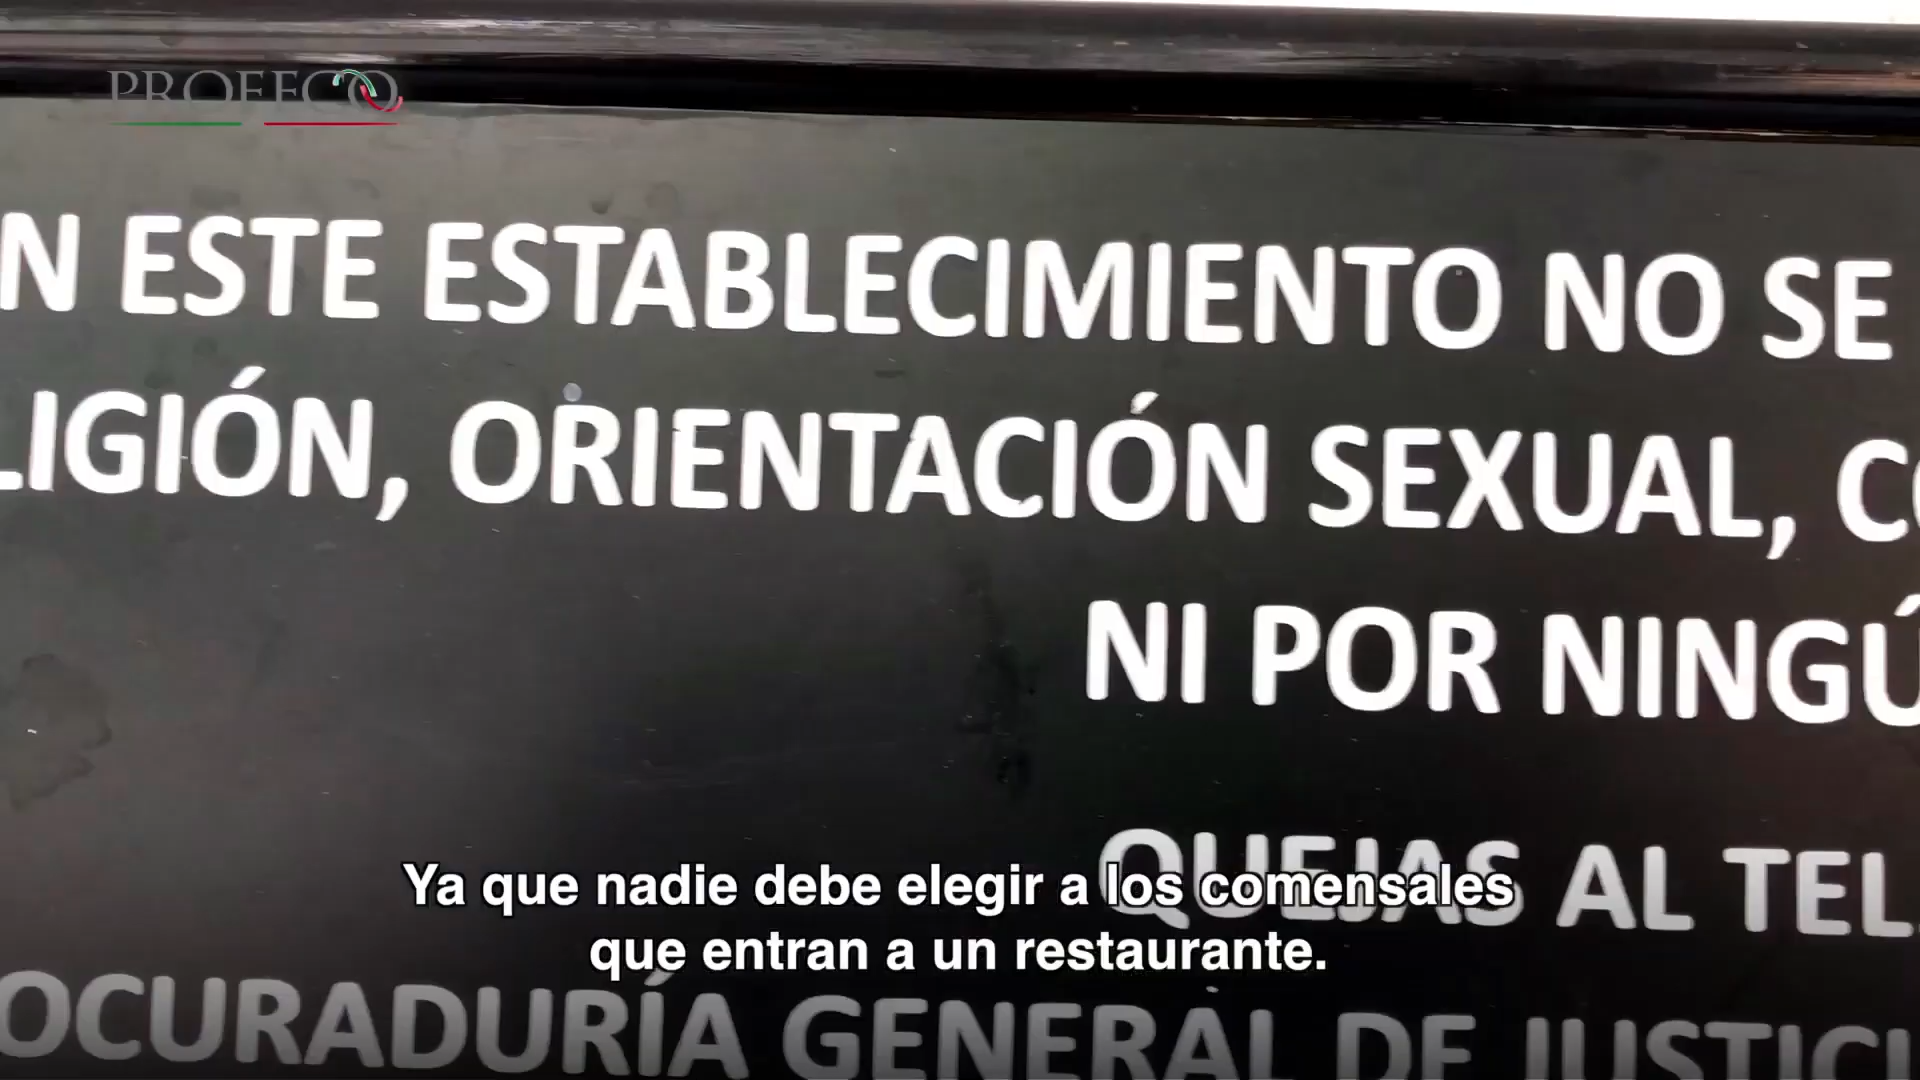 PROFECO
N ESTE ESTABLECIMIENTO NO SE
LIGIÓN, ORIENTACIÓN SEXUAL, CO
NI POR NINGÚ
QUEJAS AL TEL.
Ya que nadie debe elegir a los comensales
que entran a un restaurante.
OCURADURÍA GENERAL DE JUSTICI